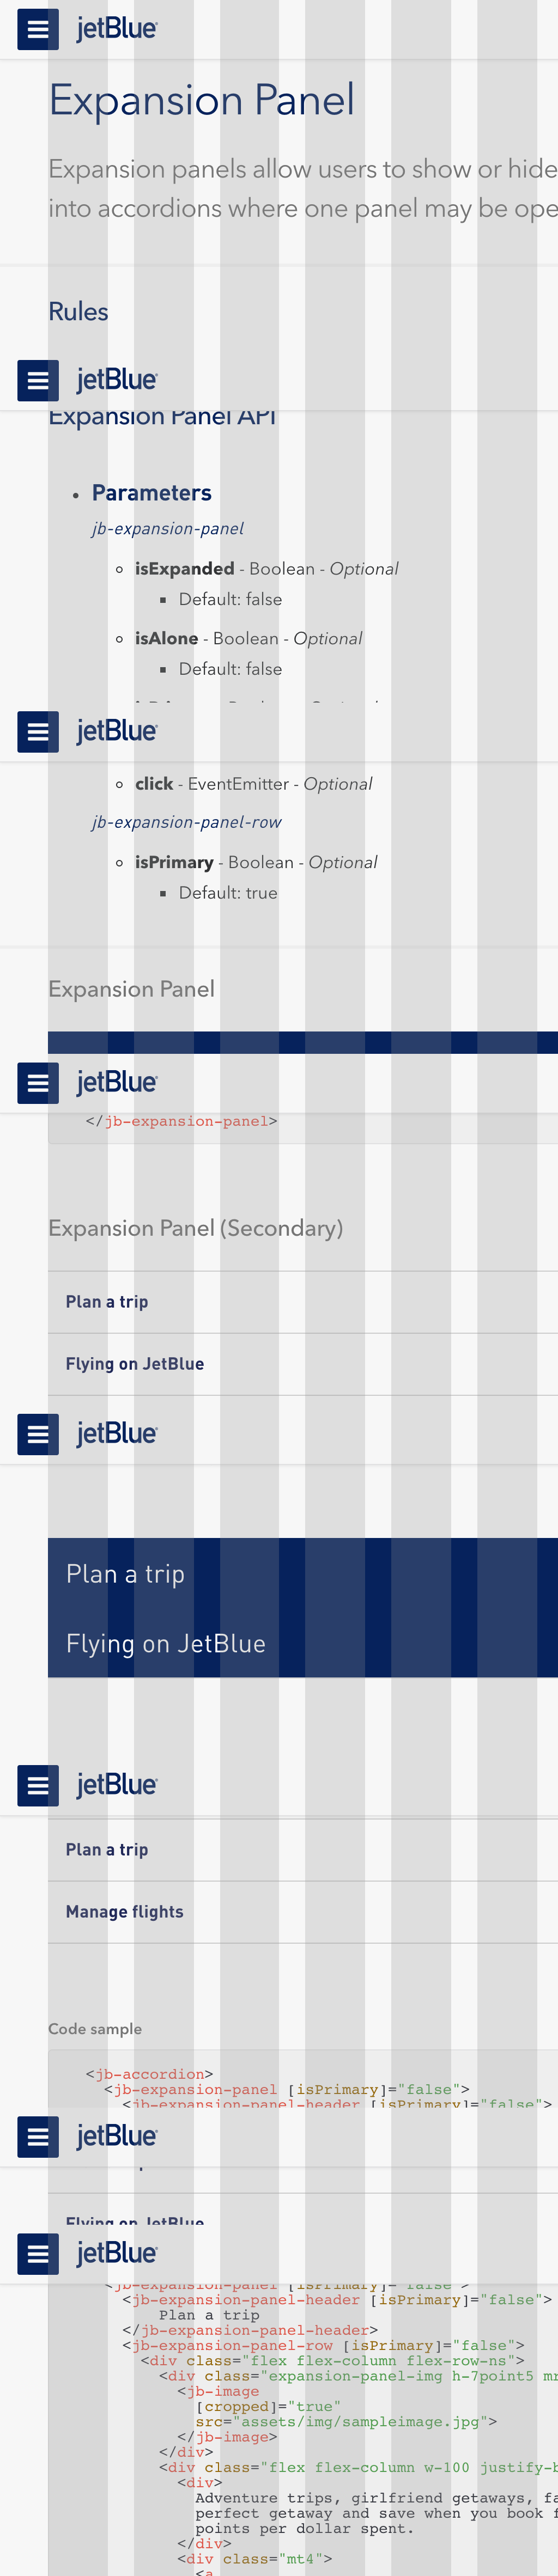 jetBlue
Expansion Panel
Expansion panels allow users to show or hide
into accordions where one panel may be ope
Rules
jetBlue
Expansion Panel API
Parameters
jb-expansion-panel
isExpanded - Boolean - Optional
Default: false
isAlone - Boolean - Optional
Default: false
jetBlue
click - EventEmitter - Optional
jb-expansion-panel-row
isPrimary - Boolean - Optional
Default: true
Expansion Panel
jetBlue
</jb-expansion-panel>
Expansion Panel (Secondary)
Plan a trip
Flying on JetBlue
jetBlue
Plan a trip
Flying on JetBlue
jetBlue
Plan a trip
Manage flights
Code sample
<jb-accordion>
<jb-expansion-panel [isPrimary]="false">
<jb-expansion-panel-header [isPrimary]="false">
jetBlue
Flying on JetBlue
jetBlue
<jb-expansion-panel [isPrimary]="false">
<jb-expansion-panel-header [isPrimary]="false">
Plan a trip
</jb-expansion-panel-header>
<jb-expansion-panel-row [isPrimary]="false">
<div class="flex flex-column flex-row-ns">
<div class="expansion-panel-img h-7point5 mr
<jb-image
[cropped]="true"
src="assets/img/sampleimage.jpg">
</jb-image>
</div>
<div class="flex flex-column w-100 justify-b
<div>
Adventure trips, girlfriend getaways, fa
perfect getaway and save when you book f
points per dollar spent.
</div>
<div class="mt4">
<a